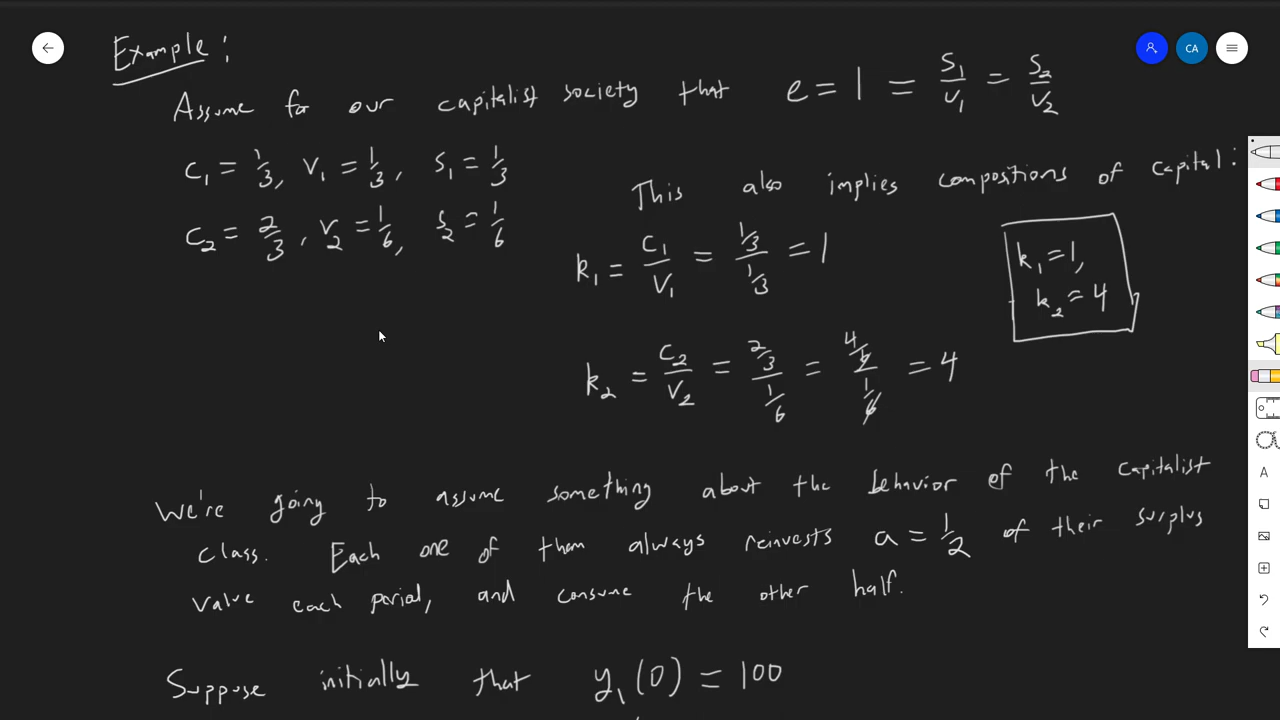 Example:
Assume for our capitalist society that e = 1 = S₁/V₁ = S₂/V₂
C₁ = 1/3, V₁ = 1/3, S₁ = 1/3
C₂ = 2/3, V₂ = 1/6, S₂ = 1/6
This also implies compositions of capital:
k₁ = C₁/V₁ = (1/3)/(1/3) = 1
k₁ = 1,
k₂ = 4
k₂ = C₂/V₂ = (2/3)/(1/6) = (4/6)/(1/6) = 4
We're going to assume something about the behavior of the capitalist
class. Each one of them always reinvests a = 1/2 of their surplus
value each period, and consume the other half.
Suppose initially that y₁(0) = 100
CA
A